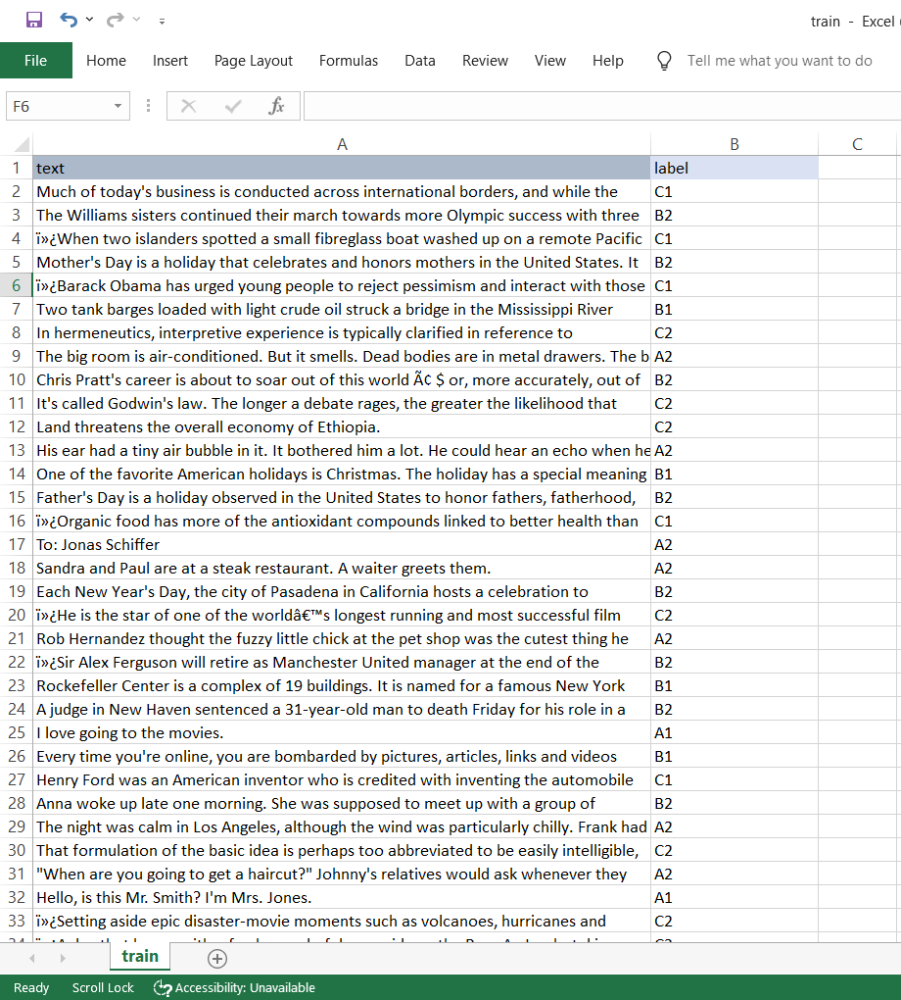 train - Excel
File Home Insert Page Layout Formulas Data Review View Help Tell me what you want to do
F6 fx
A B C
1 text label
2 Much of today's business is conducted across international borders, and while the C1
3 The Williams sisters continued their march towards more Olympic success with three B2
4 ï»¿When two islanders spotted a small fibreglass boat washed up on a remote Pacific C1
5 Mother's Day is a holiday that celebrates and honors mothers in the United States. It B2
6 ï»¿Barack Obama has urged young people to reject pessimism and interact with those C1
7 Two tank barges loaded with light crude oil struck a bridge in the Mississippi River B1
8 In hermeneutics, interpretive experience is typically clarified in reference to C2
9 The big room is air-conditioned. But it smells. Dead bodies are in metal drawers. The b A2
10 Chris Pratt's career is about to soar out of this world Ã¢ $ or, more accurately, out of B2
11 It's called Godwin's law. The longer a debate rages, the greater the likelihood that C2
12 Land threatens the overall economy of Ethiopia. C2
13 His ear had a tiny air bubble in it. It bothered him a lot. He could hear an echo when he A2
14 One of the favorite American holidays is Christmas. The holiday has a special meaning B1
15 Father's Day is a holiday observed in the United States to honor fathers, fatherhood, B2
16 ï»¿Organic food has more of the antioxidant compounds linked to better health than C1
17 To: Jonas Schiffer A2
18 Sandra and Paul are at a steak restaurant. A waiter greets them. A2
19 Each New Year's Day, the city of Pasadena in California hosts a celebration to B2
20 ï»¿He is the star of one of the worldâ€™s longest running and most successful film C2
21 Rob Hernandez thought the fuzzy little chick at the pet shop was the cutest thing he A2
22 ï»¿Sir Alex Ferguson will retire as Manchester United manager at the end of the B2
23 Rockefeller Center is a complex of 19 buildings. It is named for a famous New York B1
24 A judge in New Haven sentenced a 31-year-old man to death Friday for his role in a B2
25 I love going to the movies. A1
26 Every time you're online, you are bombarded by pictures, articles, links and videos B1
27 Henry Ford was an American inventor who is credited with inventing the automobile C1
28 Anna woke up late one morning. She was supposed to meet up with a group of B2
29 The night was calm in Los Angeles, although the wind was particularly chilly. Frank had A2
30 That formulation of the basic idea is perhaps too abbreviated to be easily intelligible, C2
31 "When are you going to get a haircut?" Johnny's relatives would ask whenever they A2
32 Hello, is this Mr. Smith? I'm Mrs. Jones. A1
33 ï»¿Setting aside epic disaster-movie moments such as volcanoes, hurricanes and C2
train
Ready Scroll Lock Accessibility: Unavailable